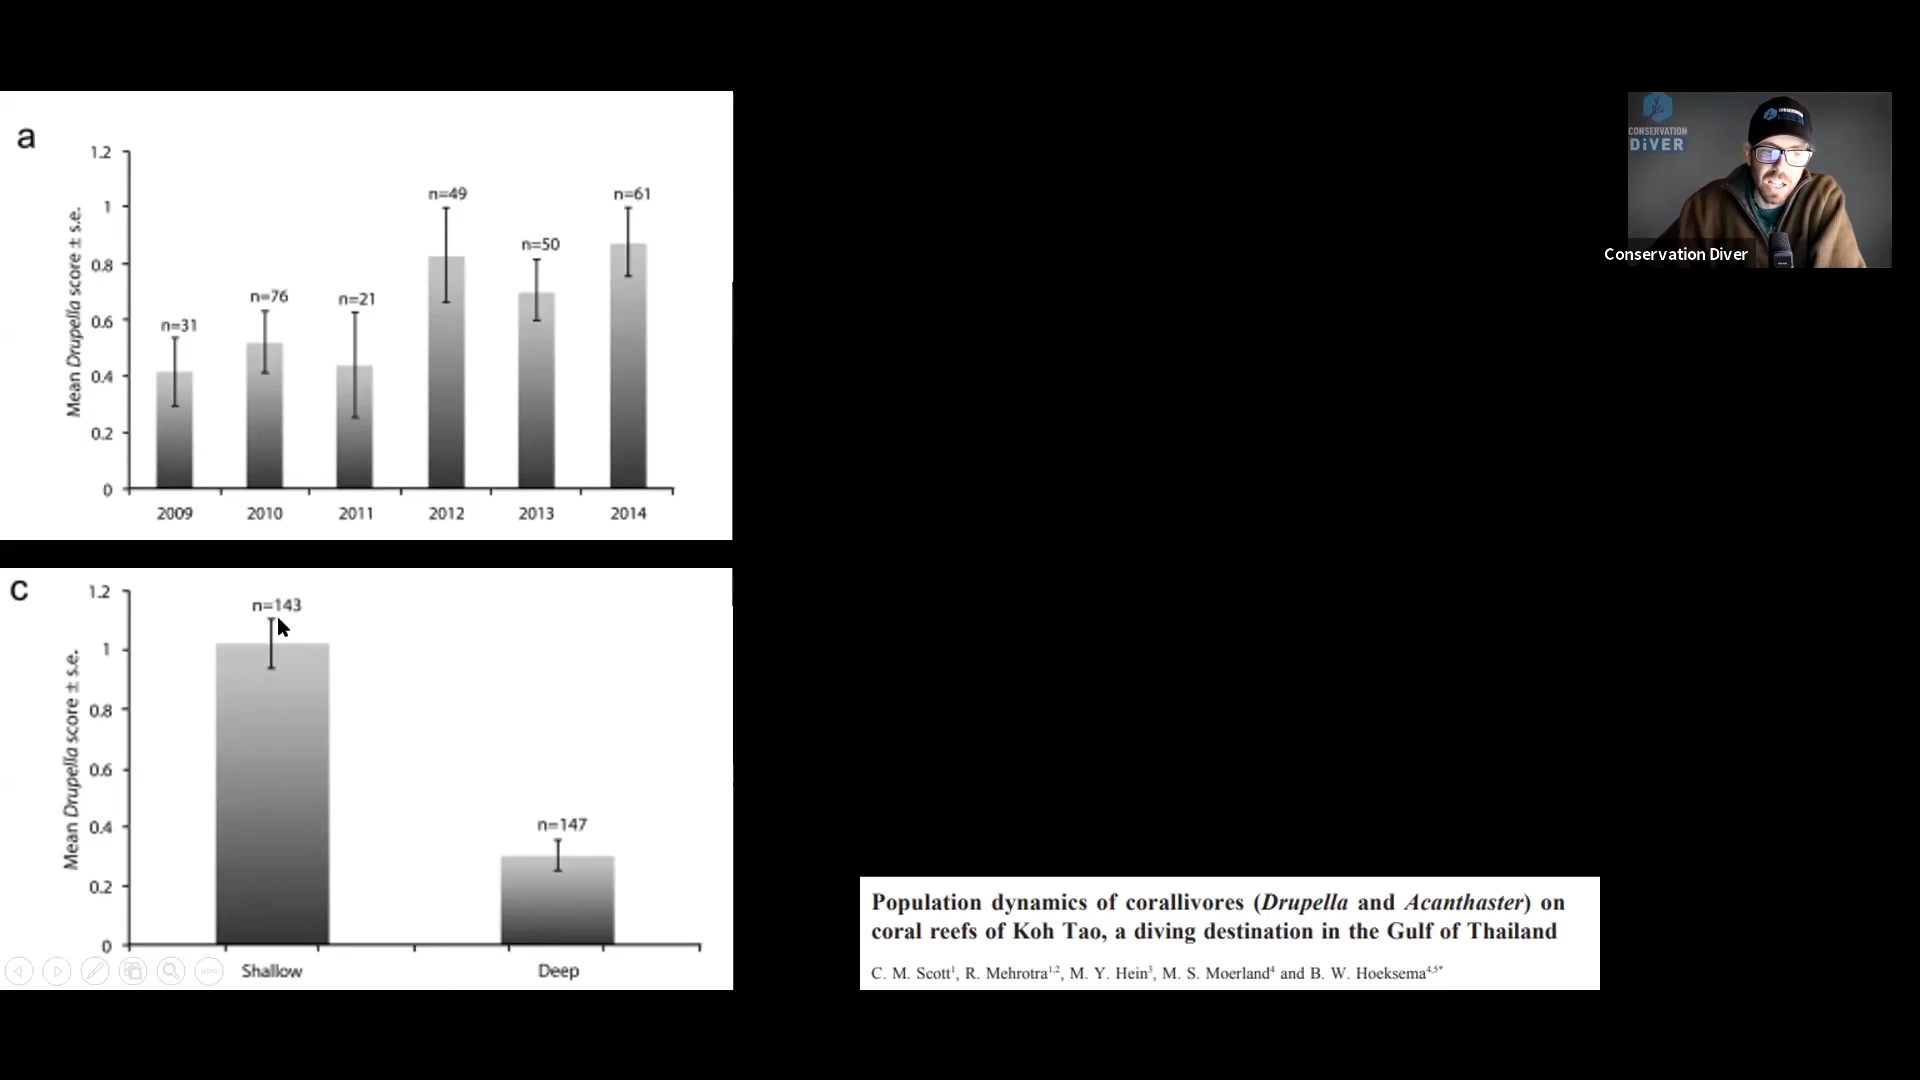 a
Mean Drupella score ± s.e.
1.2
1
0.8
0.6
0.4
0.2
0
n=31
n=76
n=21
n=49
n=50
n=61
2009
2010
2011
2012
2013
2014
C
Mean Drupella score ± s.e.
1.2
1
0.8
0.6
0.4
0.2
0
n=143
n=147
Shallow
Deep
CONSERVATION
DiVER
CONSERVATION
Conservation Diver
Population dynamics of corallivores (Drupella and Acanthaster) on
coral reefs of Koh Tao, a diving destination in the Gulf of Thailand
C. M. Scott¹, R. Mehrotra¹,², M. Y. Hein³, M. S. Moerland⁴ and B. W. Hoeksema⁴,⁵*